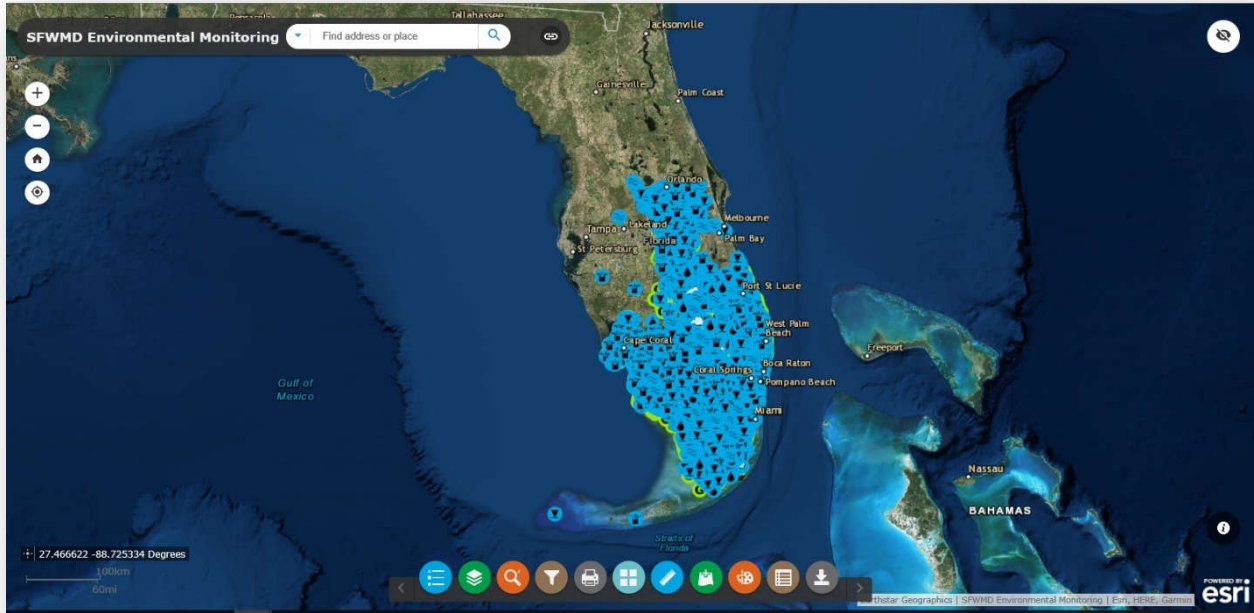 Tallahassee
Jacksonville
SFWMD Environmental Monitoring
Find address or place
Gainesville
Palm Coast
Orlando
Melbourne
Lakeland
Tampa
Palm Bay
Florida
St Petersburg
Port St Lucie
West Palm
Beach
Cape Coral
Freeport
Boca Raton
Coral Springs
Pompano Beach
Gulf of
Mexico
Miami
Nassau
BAHAMAS
Straits of
Florida
27.466622 -88.725334 Degrees
100km
60mi
POWERED BY
esri
Northstar Geographics | SFWMD Environmental Monitoring | Esri, HERE, Garmin,